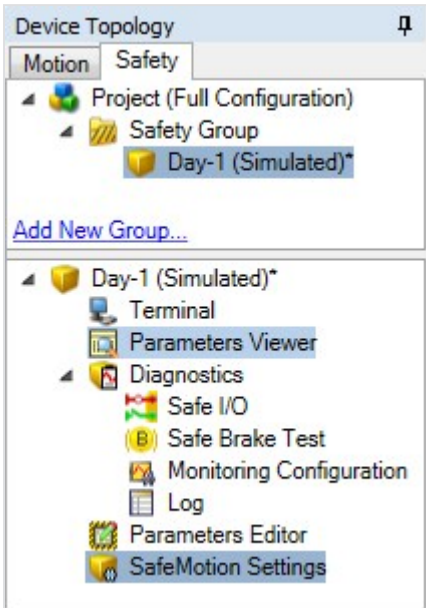 Device Topology
Motion Safety
Project (Full Configuration)
Safety Group
Day-1 (Simulated)*
Add New Group...
Day-1 (Simulated)*
Terminal
Parameters Viewer
Diagnostics
Safe I/O
(B) Safe Brake Test
Monitoring Configuration
Log
Parameters Editor
SafeMotion Settings